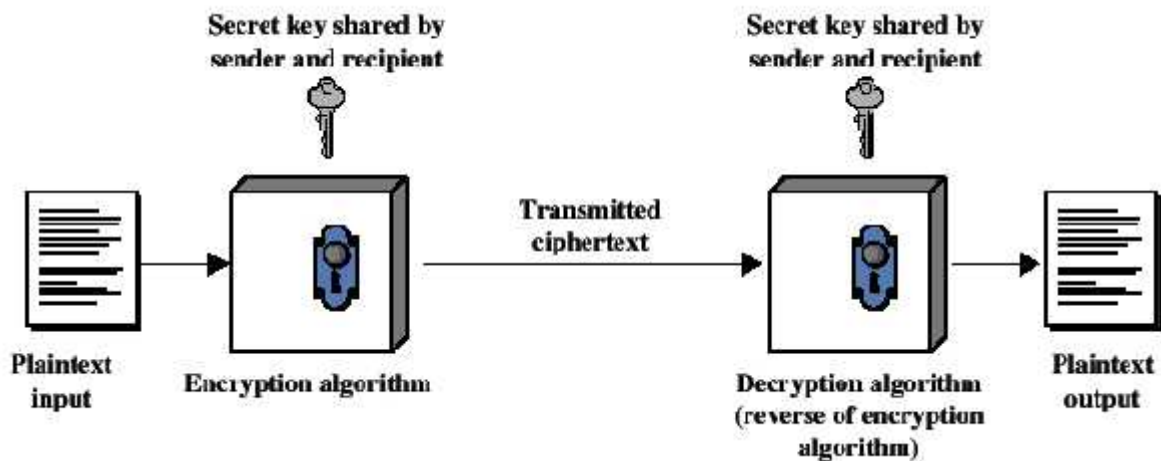 Secret key shared by
sender and recipient
Secret key shared by
sender and recipient
Transmitted
ciphertext
Plaintext
input
Encryption algorithm
Decryption algorithm
(reverse of encryption
algorithm)
Plaintext
output